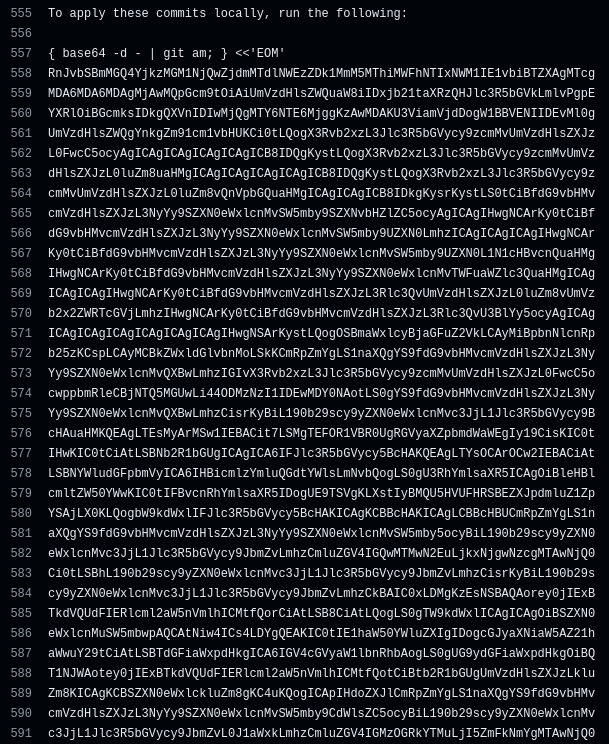 555 To apply these commits locally, run the following:
556
557 { base64 -d - | git am; } <<'EOM'
558 RnJvbSBmMGQ4YjkzMGM1NjQwZjdmMTdlNWEzZDk1MmM5MThiMWFhNTIxNWM1IE1vbiBTZXAgMTcg
559 MDA6MDA6MDAgMjAwMQpGcm9tOiAiUmVzdHlsZWQuaW8iIDxjb21taXRzQHJlc3R5bGVkLmlvPgpE
560 YXRlOiBGcmksIDkgQXVnIDIwMjQgMTY6NTE6MjggKzAwMDAKU3ViamVjdDogW1BBVENIIDEvMl0g
561 UmVzdHlsZWQgYnkgZm91cm1vbHUKCi0tLQogX3Rvb2xzL3Jlc3R5bGVycy9zcmMvUmVzdHlsZXJz
562 L0FwcC5ocyAgICAgICAgICAgICAgICB8IDQgKystLQogX3Rvb2xzL3Jlc3R5bGVycy9zcmMvUmVz
563 dHlsZXJzL0luZm8uaHMgICAgICAgICAgICAgICB8IDQgKystLQogX3Rvb2xzL3Jlc3R5bGVycy9z
564 cmMvUmVzdHlsZXJzL0luZm8vQnVpbGQuaHMgICAgICAgICB8IDkgKysrKystLS0tCiBfdG9vbHMv
565 cmVzdHlsZXJzL3NyYy9SZXN0eWxlcnMvSW5mby9SZXNvbHZlZC5ocyAgICAgIHwgNCArKy0tCiBf
566 dG9vbHMvcmVzdHlsZXJzL3NyYy9SZXN0eWxlcnMvSW5mby9UZXN0LmhzICAgICAgICAgIHwgNCAr
567 Ky0tCiBfdG9vbHMvcmVzdHlsZXJzL3NyYy9SZXN0eWxlcnMvSW5mby9UZXN0L1N1cHBvcnQuaHMg
568 IHwgNCArKy0tCiBfdG9vbHMvcmVzdHlsZXJzL3NyYy9SZXN0eWxlcnMvTWFuaWZlc3QuaHMgICAg
569 ICAgICAgIHwgNCArKy0tCiBfdG9vbHMvcmVzdHlsZXJzL3Rlc3QvUmVzdHlsZXJzL0luZm8vUmVz
570 b2x2ZWRTcGVjLmhzIHwgNCArKy0tCiBfdG9vbHMvcmVzdHlsZXJzL3Rlc3QvU3BlYy5ocyAgICAg
571 ICAgICAgICAgICAgICAgICAgIHwgNSArKystLQogOSBmaWxlcyBjaGFuZ2VkLCAyMiBpbnNlcnRp
572 b25zKCspLCAyMCBkZWxldGlvbnMoLSkKCmRpZmYgLS1naXQgYS9fdG9vbHMvcmVzdHlsZXJzL3Ny
573 Yy9SZXN0eWxlcnMvQXBwLmhzIGIvX3Rvb2xzL3Jlc3R5bGVycy9zcmMvUmVzdHlsZXJzL0FwcC5o
574 cwppbmRleCBjNTQ5MGUwLi44ODMzNzI1IDEwMDY0NAotLS0gYS9fdG9vbHMvcmVzdHlsZXJzL3Ny
575 Yy9SZXN0eWxlcnMvQXBwLmhzCisrKyBiL190b29scy9yZXN0eWxlcnMvc3JjL1Jlc3R5bGVycy9B
576 cHAuaHMKQEAgLTEsMyArMSw1IEBACit7LSMgTEFOR1VBR0UgRGVyaXZpbmdWaWEgIy19CisKIC0t
577 IHwKIC0tCiAtLSBNb2R1bGUgICAgICA6IFJlc3R5bGVycy5BcHAKQEAgLTYsOCArOCw2IEBACiAt
578 LSBNYWludGFpbmVyICA6IHBicmlzYmluQGdtYWlsLmNvbQogLS0gU3RhYmlsaXR5ICAgOiBleHBl
579 cmltZW50YWwKIC0tIFBvcnRhYmlsaXR5IDogUE9TSVgKLXstIyBMQU5HVUFHRSBEZXJpdmluZ1Zp
580 YSAjLX0KLQogbW9kdWxlIFJlc3R5bGVycy5BcHAKICAgKCBBcHAKICAgLCBBcHBUCmRpZmYgLS1n
581 aXQgYS9fdG9vbHMvcmVzdHlsZXJzL3NyYy9SZXN0eWxlcnMvSW5mby5ocyBiL190b29scy9yZXN0
582 eWxlcnMvc3JjL1Jlc3R5bGVycy9JbmZvLmhzCmluZGV4IGQwMTMwN2EuLjkxNjgwNzcgMTAwNjQ0
583 Ci0tLSBhL190b29scy9yZXN0eWxlcnMvc3JjL1Jlc3R5bGVycy9JbmZvLmhzCisrKyBiL190b29s
584 cy9yZXN0eWxlcnMvc3JjL1Jlc3R5bGVycy9JbmZvLmhzCkBAIC0xLDMgKzEsNSBAQAorey0jIExB
585 TkdVQUdFIERlcml2aW5nVmlhICMtfQorCiAtLSB8CiAtLQogLS0gTW9kdWxlICAgICAgOiBSZXN0
586 eWxlcnMuSW5mbwpAQCAtNiw4ICs4LDYgQEAKIC0tIE1haW50YWluZXIgIDogcGJyaXNiaW5AZ21h
587 aWwuY29tCiAtLSBTdGFiaWxpdHkgICA6IGV4cGVyaW1lbnRhbAogLS0gUG9ydGFiaWxpdHkgOiBQ
588 T1NJWAotey0jIExBTkdVQUdFIERlcml2aW5nVmlhICMtfQotCiBtb2R1bGUgUmVzdHlsZXJzLklu
589 Zm8KICAgKCBSZXN0eWxlckluZm8gKC4uKQogICApIHdoZXJlCmRpZmYgLS1naXQgYS9fdG9vbHMv
590 cmVzdHlsZXJzL3NyYy9SZXN0eWxlcnMvSW5mby9CdWlsZC5ocyBiL190b29scy9yZXN0eWxlcnMv
591 c3JjL1Jlc3R5bGVycy9JbmZvL0J1aWxkLmhzCmluZGV4IGMzOGRkYTMuLjI5ZmFkNmYgMTAwNjQ0